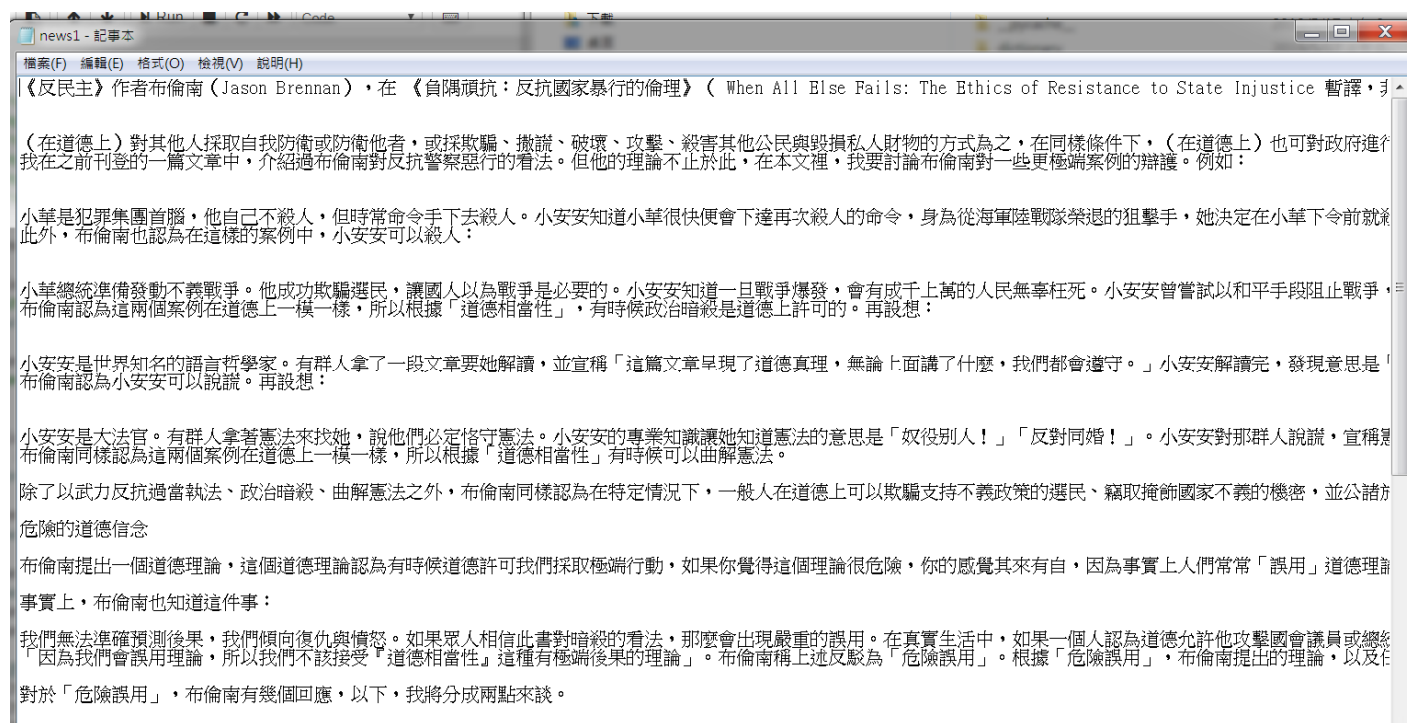 Run
Code
下載
桌面
__pycache__
dictionary
news1 - 記事本
檔案(F) 編輯(E) 格式(O) 檢視(V) 說明(H)
《反民主》作者布倫南（Jason Brennan），在 《負隅頑抗：反抗國家暴行的倫理》（ When All Else Fails: The Ethics of Resistance to State Injustice 暫譯，
（在道德上）對其他人採取自我防衛或防衛他者，或採欺騙、撒謊、破壞、攻擊、殺害其他公民與毀損私人財物的方式為之，在同樣條件下，（在道德上）也可對政府進行
我在之前刊登的一篇文章中，介紹過布倫南對反抗警察惡行的看法。但他的理論不止於此，在本文裡，我要討論布倫南對一些更極端案例的辯護。例如：
小華是犯罪集團首腦，他自己不殺人，但時常命令手下去殺人。小安安知道小華很快便會下達再次殺人的命令，身為從海軍陸戰隊榮退的狙擊手，她決定在小華下令前就
此外，布倫南也認為在這樣的案例中，小安安可以殺人：
小華總統準備發動不義戰爭。他成功欺騙選民，讓國人以為戰爭是必要的。小安安知道一旦戰爭爆發，會有成千上萬的人民無辜枉死。小安安曾嘗試以和平手段阻止戰爭，
布倫南認為這兩個案例在道德上一模一樣，所以根據「道德相當性」，有時候政治暗殺是道德上許可的。再設想：
小安安是世界知名的語言哲學家。有群人拿了一段文章要她解讀，並宣稱「這篇文章呈現了道德真理，無論上面講了什麼，我們都會遵守。」小安安解讀完，發現意思是「
布倫南認為小安安可以說謊。再設想：
小安安是大法官。有群人拿著憲法來找她，說他們必定恪守憲法。小安安的專業知識讓她知道憲法的意思是「奴役別人！」「反對同婚！」。小安安對那群人說謊，宣稱憲
布倫南同樣認為這兩個案例在道德上一模一樣，所以根據「道德相當性」有時候可以曲解憲法。
除了以武力反抗過當執法、政治暗殺、曲解憲法之外，布倫南同樣認為在特定情況下，一般人在道德上可以欺騙支持不義政策的選民、竊取掩飾國家不義的機密，並公諸於
危險的道德信念
布倫南提出一個道德理論，這個道德理論認為有時候道德許可我們採取極端行動，如果你覺得這個理論很危險，你的感覺其來有自，因為事實上人們常常「誤用」道德理論
事實上，布倫南也知道這件事：
我們無法準確預測後果，我們傾向復仇與憤怒。如果眾人相信此書對暗殺的看法，那麼會出現嚴重的誤用。在真實生活中，如果一個人認為道德允許他攻擊國會議員或總統
「因為我們會誤用理論，所以我們不該接受『道德相當性』這種有極端後果的理論」。布倫南稱上述反駁為「危險誤用」。根據「危險誤用」，布倫南提出的理論，以及任
對於「危險誤用」，布倫南有幾個回應，以下，我將分成兩點來談。